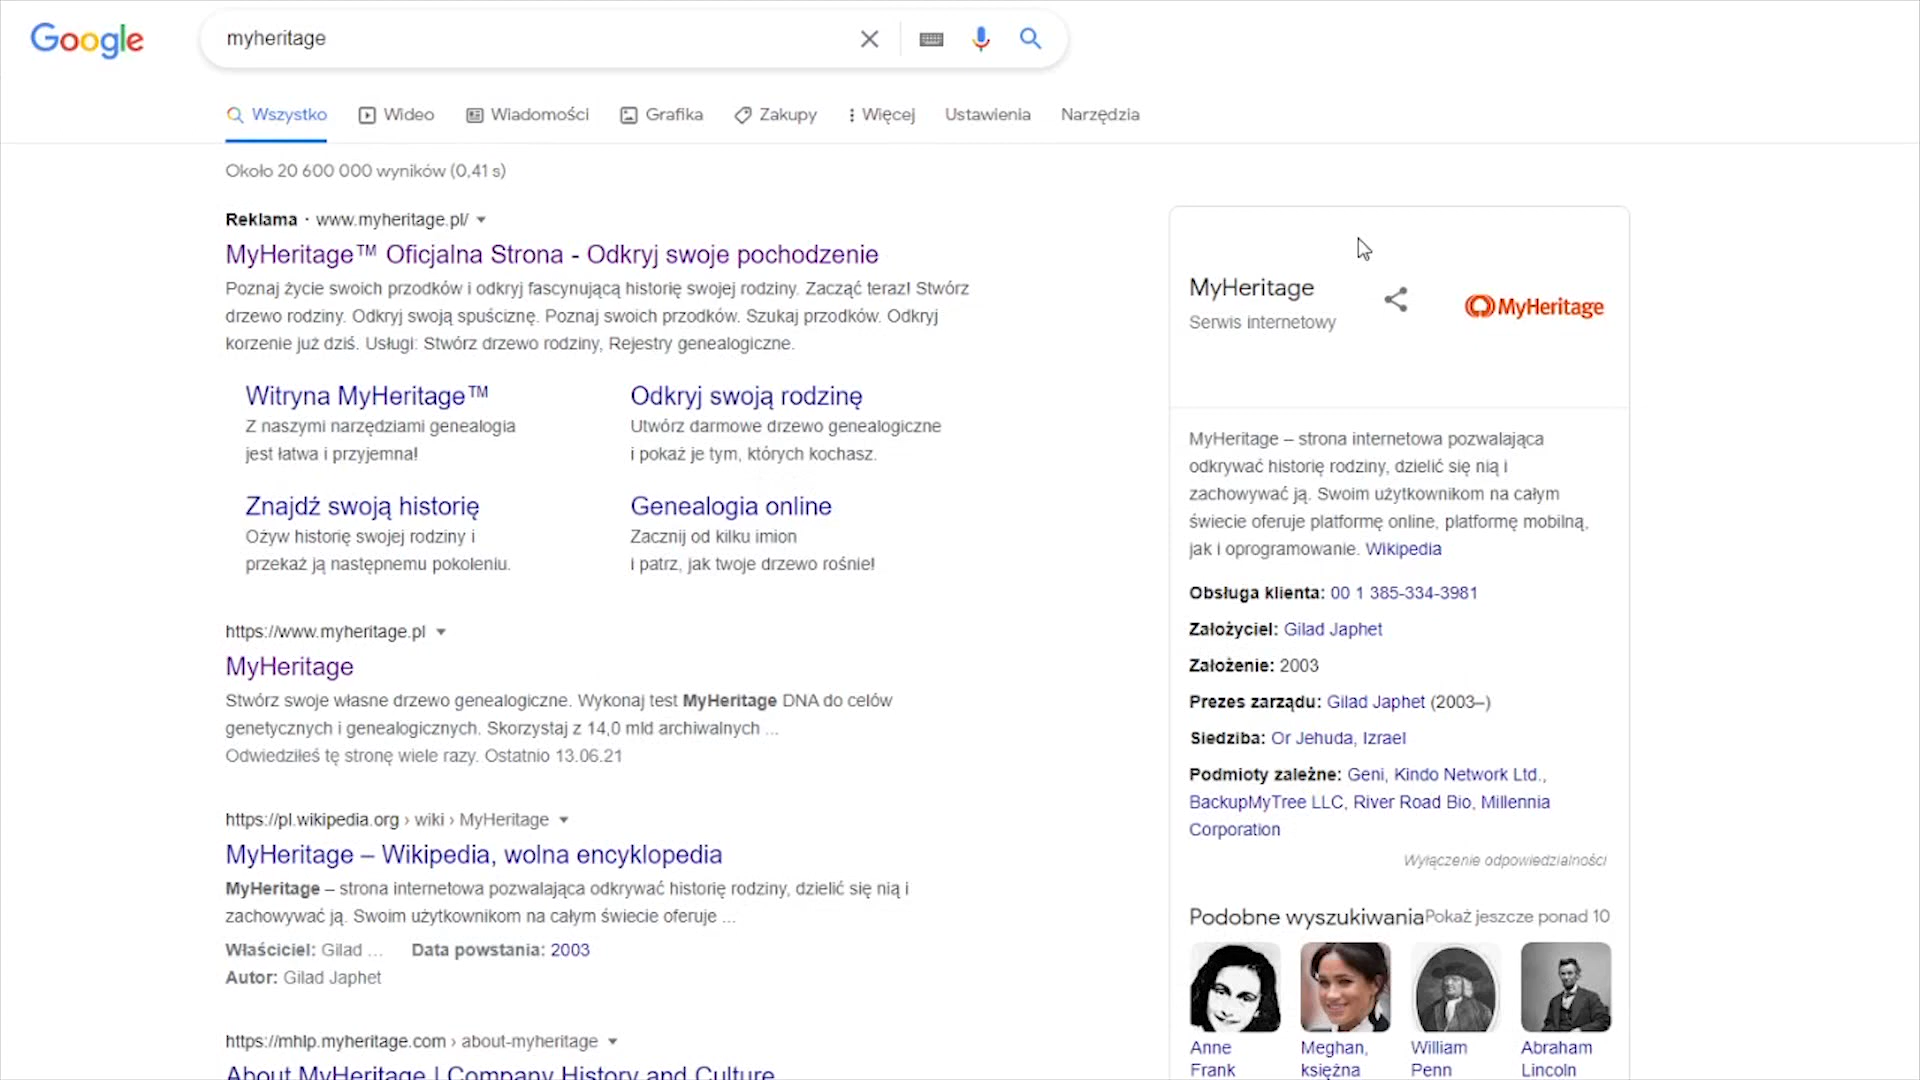 Google
myheritage
Wszystko Wideo Wiadomości Grafika Zakupy Więcej Ustawienia Narzędzia
Około 20 600 000 wyników (0,41 s)
Reklama · www.myheritage.pl/
MyHeritage™ Oficjalna Strona - Odkryj swoje pochodzenie
Poznaj życie swoich przodków i odkryj fascynującą historię swojej rodziny. Zacząć teraz! Stwórz
drzewo rodziny. Odkryj swoją spuściznę. Poznaj swoich przodków. Szukaj przodków. Odkryj
korzenie już dziś. Usługi: Stwórz drzewo rodziny, Rejestry genealogiczne.
Witryna MyHeritage™
Z naszymi narzędziami genealogia
jest łatwa i przyjemna!
Odkryj swoją rodzinę
Utwórz darmowe drzewo genealogiczne
i pokaż je tym, których kochasz.
Znajdź swoją historię
Ożyw historię swojej rodziny i
przekaż ją następnemu pokoleniu.
Genealogia online
Zacznij od kilku imion
i patrz, jak twoje drzewo rośnie!
https://www.myheritage.pl
MyHeritage
Stwórz swoje własne drzewo genealogiczne. Wykonaj test MyHeritage DNA do celów
genetycznych i genealogicznych. Skorzystaj z 14,0 mld archiwalnych ...
Odwiedziłeś tę stronę wiele razy. Ostatnio 13.06.21
https://pl.wikipedia.org › wiki › MyHeritage
MyHeritage – Wikipedia, wolna encyklopedia
MyHeritage – strona internetowa pozwalająca odkrywać historię rodziny, dzielić się nią i
zachowywać ją. Swoim użytkownikom na całym świecie oferuje ...
Właściciel: Gilad ... Data powstania: 2003
Autor: Gilad Japhet
https://mhlp.myheritage.com › about-myheritage
About MyHeritage | Company History and Culture
MyHeritage
Serwis internetowy
MyHeritage
MyHeritage – strona internetowa pozwalająca
odkrywać historię rodziny, dzielić się nią i
zachowywać ją. Swoim użytkownikom na całym
świecie oferuje platformę online, platformę mobilną,
jak i oprogramowanie. Wikipedia
Obsługa klienta: 00 1 385-334-3981
Założyciel: Gilad Japhet
Założenie: 2003
Prezes zarządu: Gilad Japhet (2003–)
Siedziba: Or Jehuda, Izrael
Podmioty zależne: Geni, Kindo Network Ltd.,
BackupMyTree LLC, River Road Bio, Millennia
Corporation
Wyłączenie odpowiedzialności
Podobne wyszukiwania Pokaż jeszcze ponad 10
Anne
Frank
Meghan,
księżna
William
Penn
Abraham
Lincoln